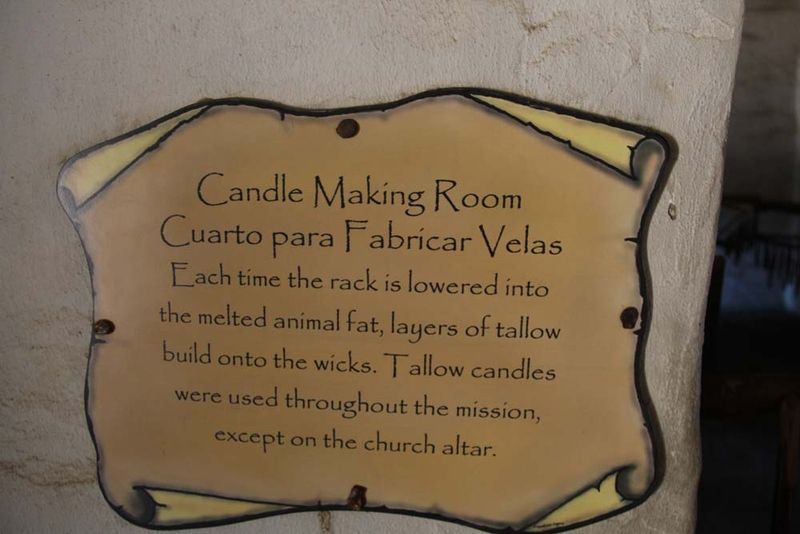 Candle Making Room
Cuarto para Fabricar Velas
Each time the rack is lowered into
the melted animal fat, layers of tallow
build onto the wicks. Tallow candles
were used throughout the mission,
except on the church altar.